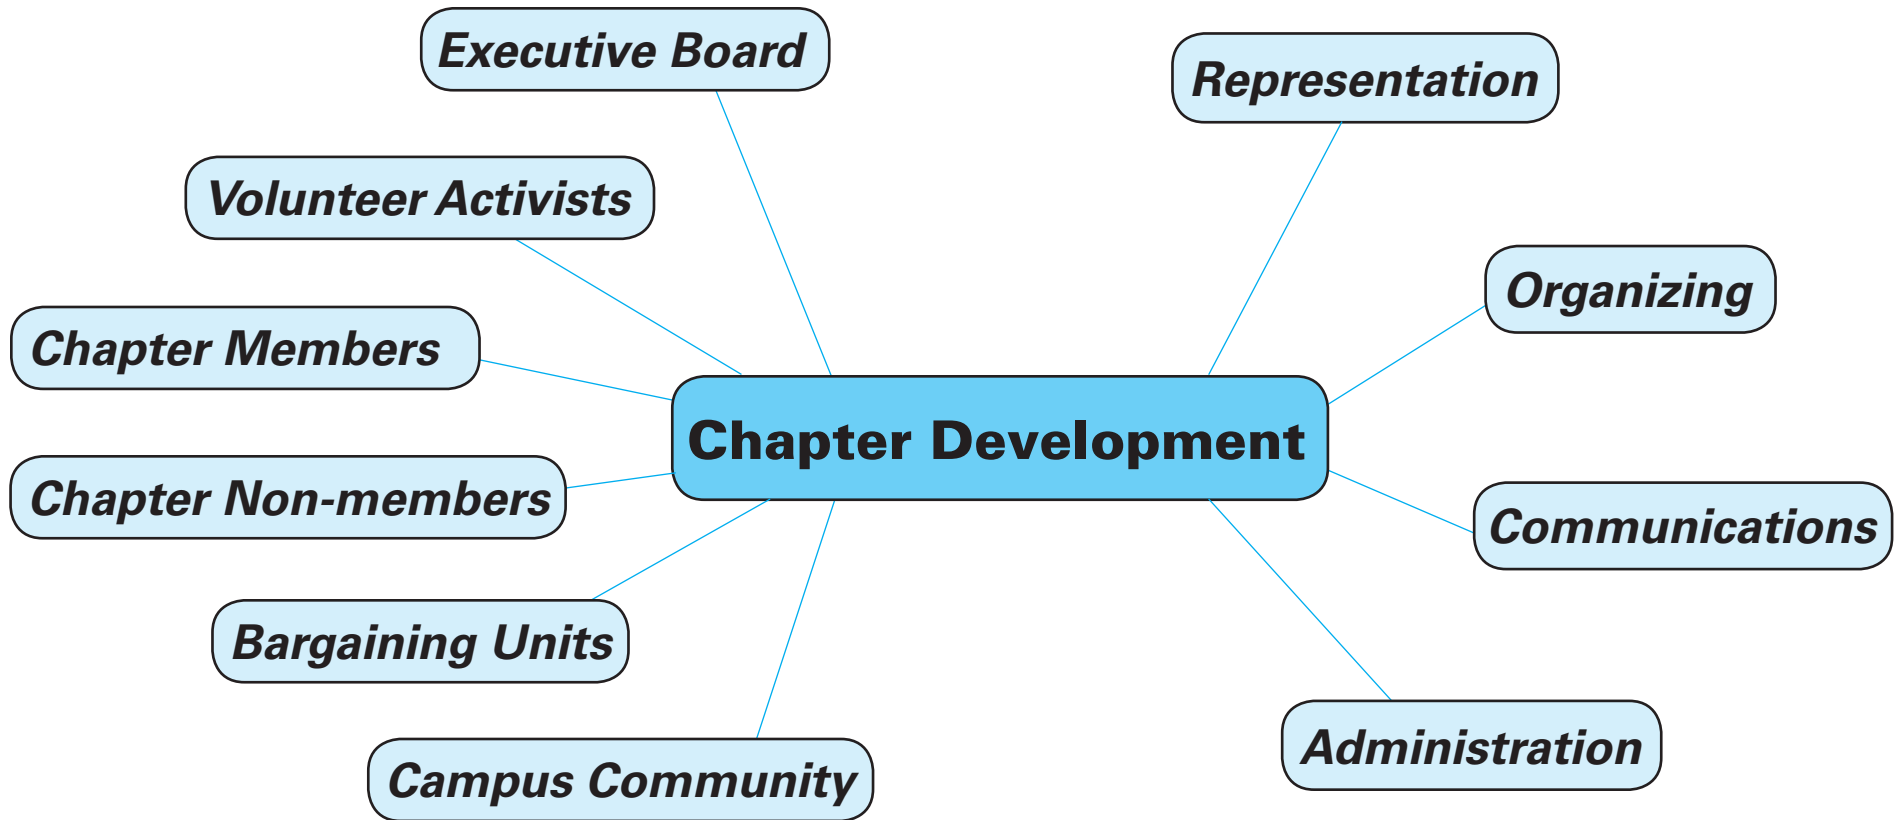 Executive Board
Representation
Volunteer Activists
Organizing
Chapter Members
Chapter Development
Chapter Non-members
Communications
Bargaining Units
Administration
Campus Community